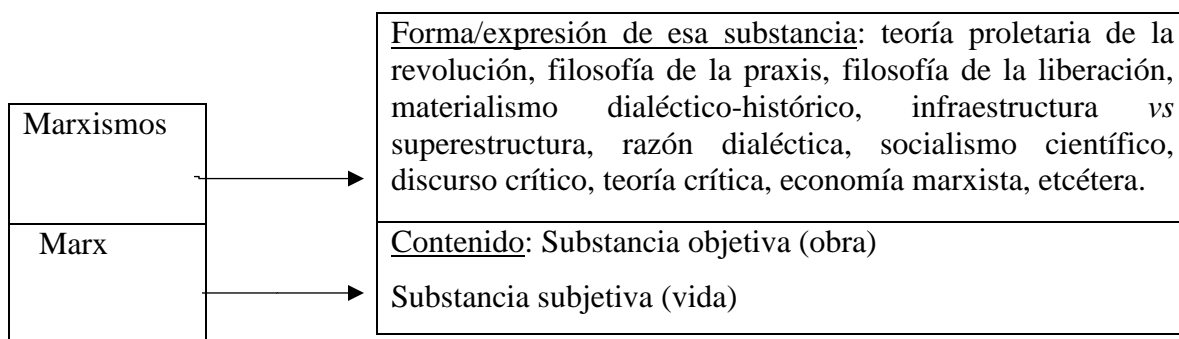 Marxismos
Forma/expresión de esa substancia: teoría proletaria de la
revolución, filosofía de la praxis, filosofía de la liberación,
materialismo dialéctico-histórico, infraestructura vs
superestructura, razón dialéctica, socialismo científico,
discurso crítico, teoría crítica, economía marxista, etcétera.
Marx
Contenido: Substancia objetiva (obra)
Substancia subjetiva (vida)